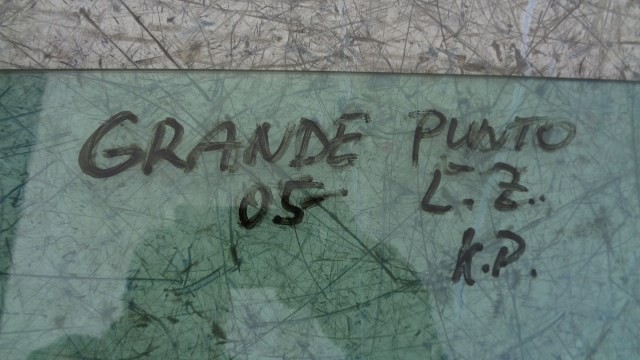 GRANDE PUNTO
05- L.Z.
K.P.